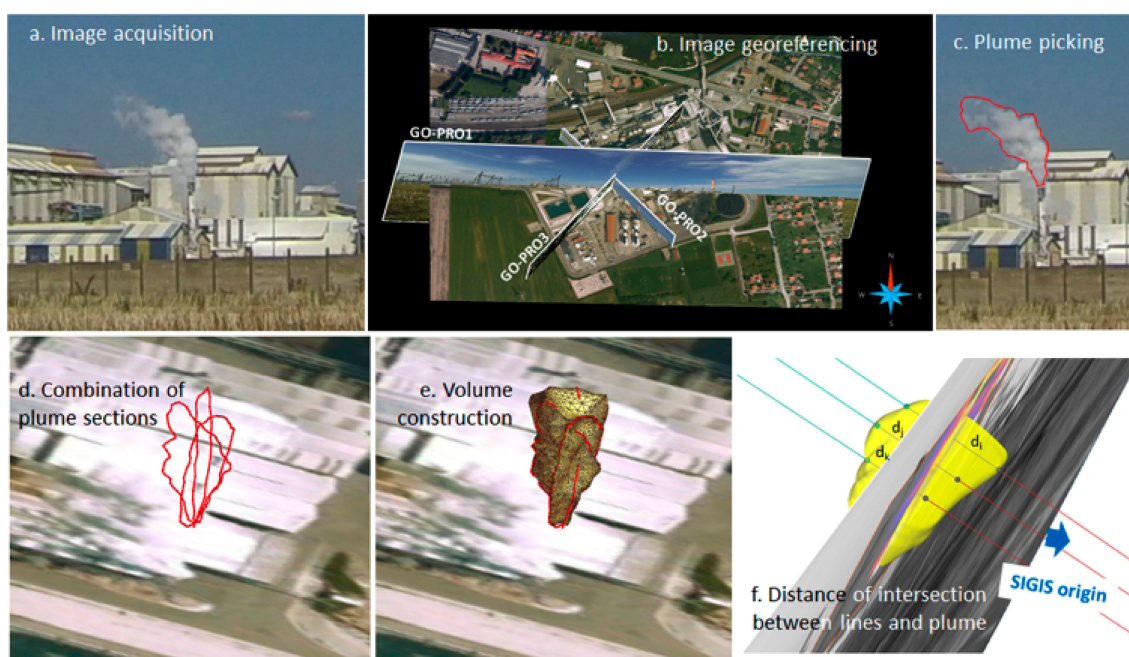 a. Image acquisition
b. Image georeferencing
c. Plume picking
GO-PRO1
GO-PRO2
GO-PRO3
N
W
E
S
d. Combination of
plume sections
e. Volume
construction
dj
dk
di
SIGIS origin
f. Distance of intersection
between lines and plume